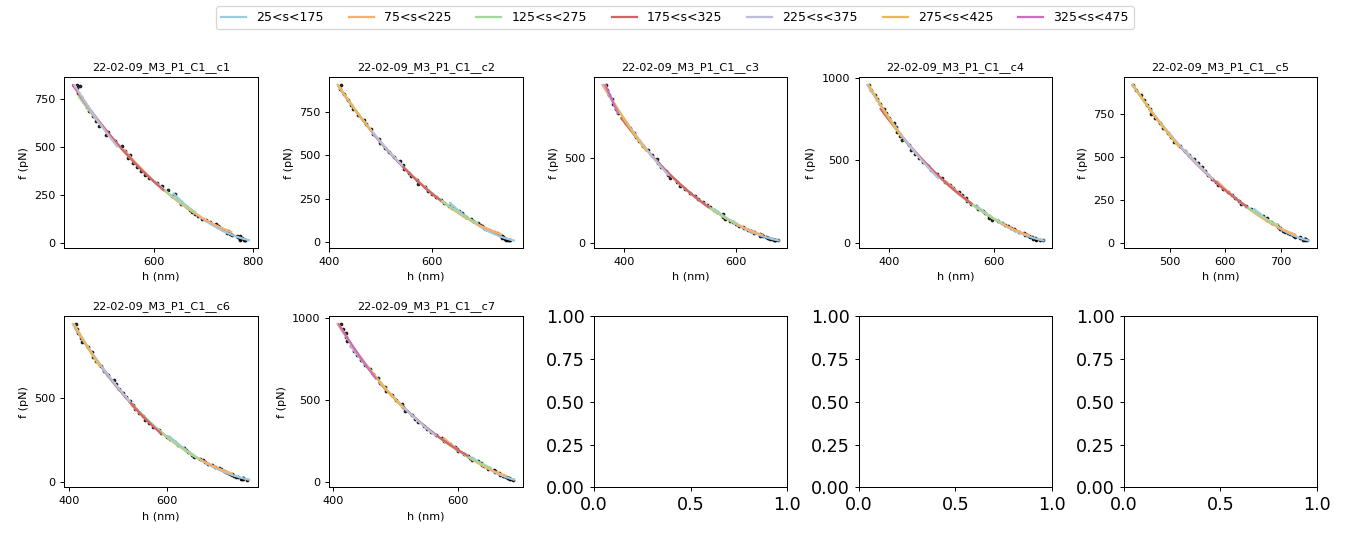 25<s<175 75<s<225 125<s<275 175<s<325 225<s<375 275<s<425 325<s<475
22-02-09_M3_P1_C1__c1 22-02-09_M3_P1_C1__c2 22-02-09_M3_P1_C1__c3 22-02-09_M3_P1_C1__c4 22-02-09_M3_P1_C1__c5
f (pN) 750 500 250 0 600 800 h (nm)
f (pN) 750 500 250 0 400 600 h (nm)
f (pN) 500 0 400 600 h (nm)
f (pN) 1000 500 0 400 600 h (nm)
f (pN) 750 500 250 0 500 600 700 h (nm)
22-02-09_M3_P1_C1__c6 22-02-09_M3_P1_C1__c7
f (pN) 500 0 400 600 h (nm)
f (pN) 1000 500 0 400 600 h (nm)
1.00 0.75 0.50 0.25 0.00 0.0 0.5 1.0
1.00 0.75 0.50 0.25 0.00 0.0 0.5 1.0
1.00 0.75 0.50 0.25 0.00 0.0 0.5 1.0